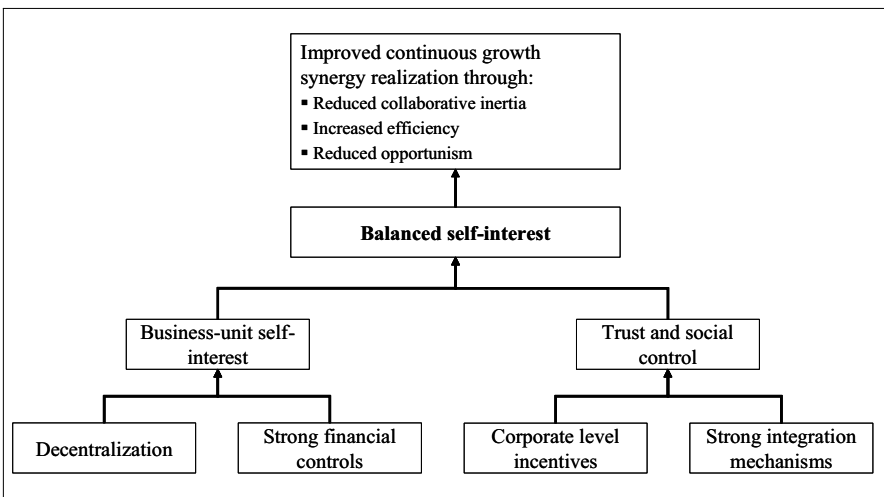 Improved continuous growth
synergy realization through:
▪ Reduced collaborative inertia
▪ Increased efficiency
▪ Reduced opportunism
Balanced self-interest
Business-unit self-
interest
Trust and social
control
Decentralization
Strong financial
controls
Corporate level
incentives
Strong integration
mechanisms